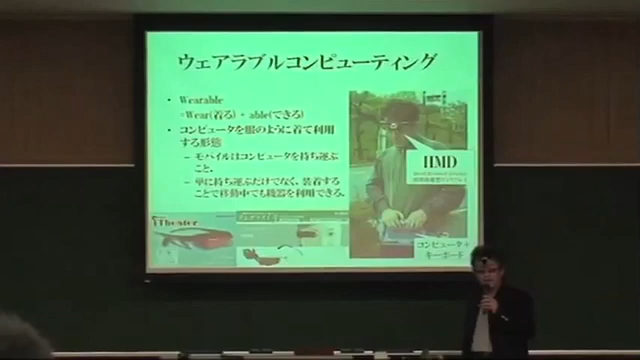 ウェアラブルコンピューティング
• Wearable
=Wear(着る)・able(できる)
• コンピュータを服のように着て利用
する形態
– モバイルはコンピュータを持ち運ぶ
こと。
– 単に持ち運ぶだけでなく、装着する
ことで移動中でも機器を利用できる。
HMD
コンピュータ+
キーボード
iTheater